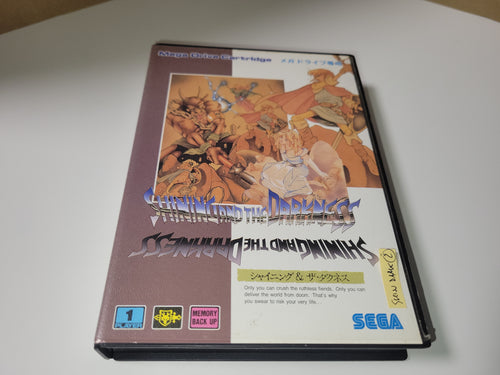 Mega Drive Cartridge
メガドライブ専用
SHINING AND THE DARKNESS
SHINING AND THE DARKNESS
シャイニング&ザ・ダクネス
Only you can crush the ruthless fiends. Only you can
deliver the world from doom. That's why
you swear to risk your very life.
1
PLAYER
MEMORY
BACK UP
SEGA